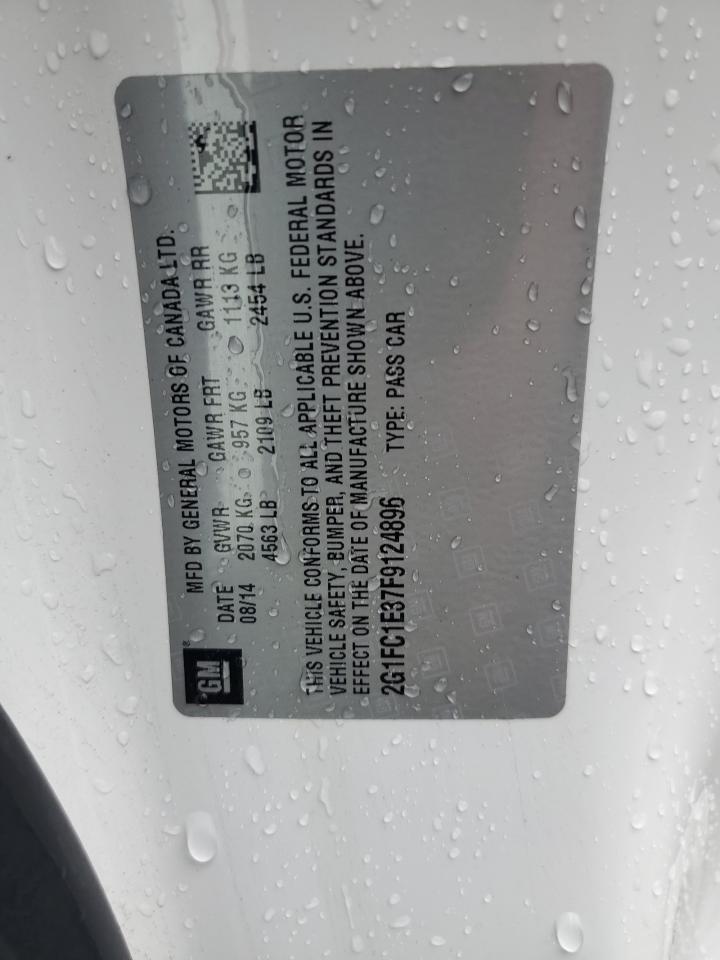 GM®
MFD BY GENERAL MOTORS OF CANADA LTD.
DATE GVWR GAWR FRT GAWR RR
08/14 2070 KG 957 KG 1113 KG
4563 LB 2109 LB 2454 LB
THIS VEHICLE CONFORMS TO ALL APPLICABLE U.S. FEDERAL MOTOR
VEHICLE SAFETY, BUMPER, AND THEFT PREVENTION STANDARDS IN
EFFECT ON THE DATE OF MANUFACTURE SHOWN ABOVE.
2G1FC1E37F9124896 TYPE: PASS CAR